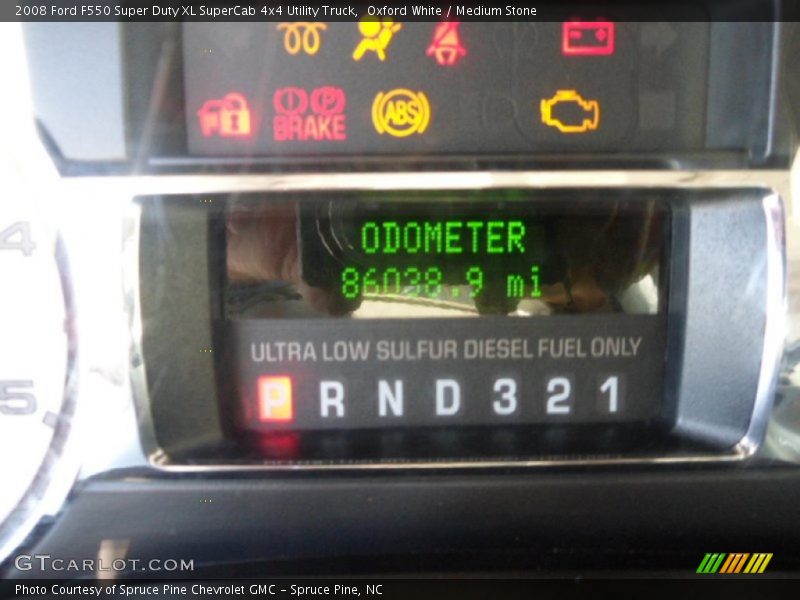 2008 Ford F550 Super Duty XL SuperCab 4x4 Utility Truck, Oxford White / Medium Stone
BRAKE
ABS
4
ODOMETER
86038.9 mi
ULTRA LOW SULFUR DIESEL FUEL ONLY
5
P R N D 3 2 1
GTCARLOT.COM
Photo Courtesy of Spruce Pine Chevrolet GMC - Spruce Pine, NC